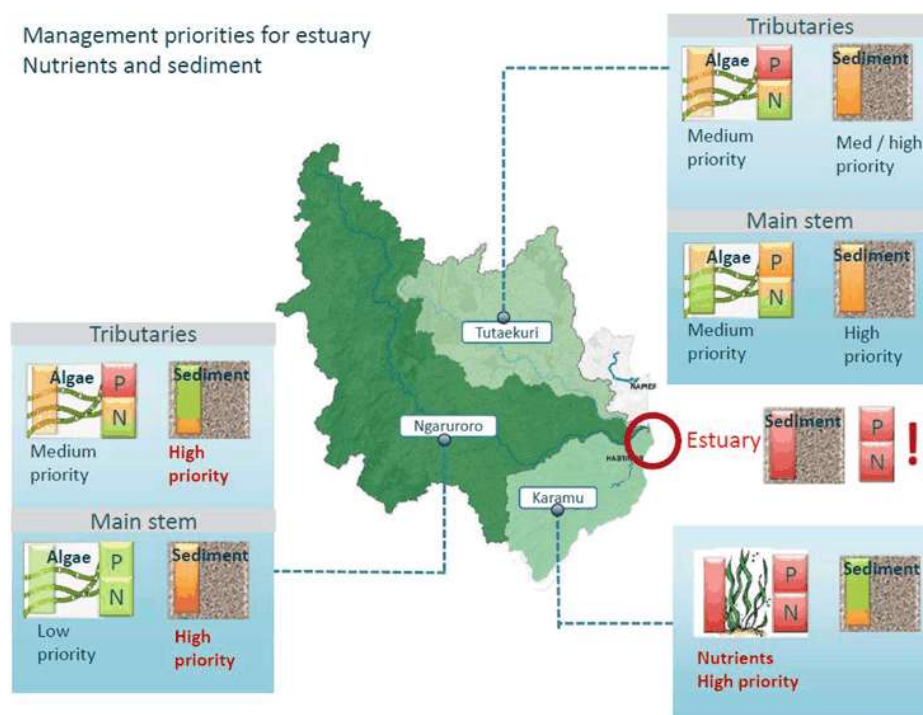 Management priorities for estuary
Nutrients and sediment
Tributaries
Algae
P
N
Sediment
Medium
priority
Med / high
priority
Main stem
Algae
P
N
Sediment
Medium
priority
High
priority
Tutaekuri
Ngaruroro
Karamu
Tributaries
Algae
P
N
Sediment
Medium
priority
High
priority
Main stem
Algae
P
N
Sediment
Low
priority
High
priority
Estuary
Sediment
P
N
!
P
N
Sediment
Nutrients
High priority